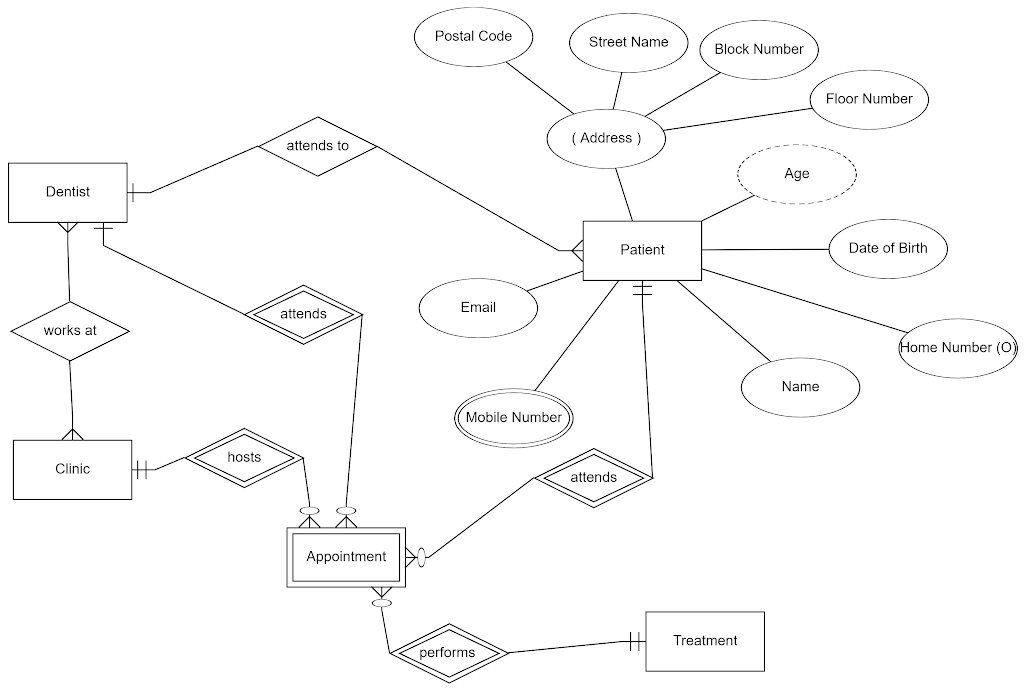 Postal Code
Street Name
Block Number
Floor Number
( Address )
attends to
Age
Dentist
Patient
Date of Birth
Email
attends
works at
Home Number (O)
Name
Mobile Number
hosts
Clinic
attends
Appointment
Treatment
performs